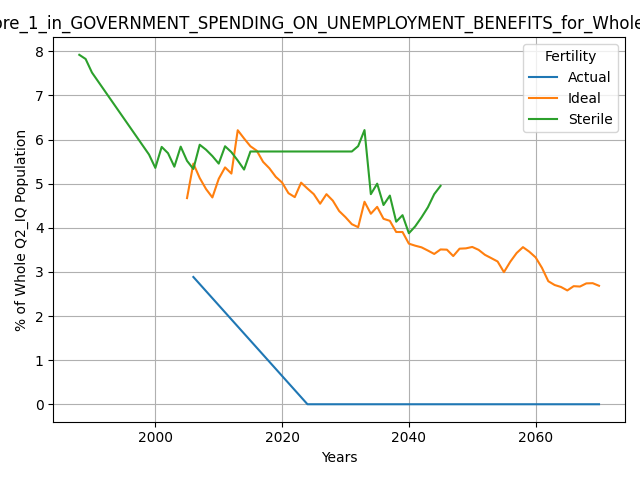 ore_1_in_GOVERNMENT_SPENDING_ON_UNEMPLOYMENT_BENEFITS_for_Whole
Fertility
Actual
Ideal
Sterile
% of Whole Q2_IQ Population
8
7
6
5
4
3
2
1
0
2000 2020 2040 2060
Years